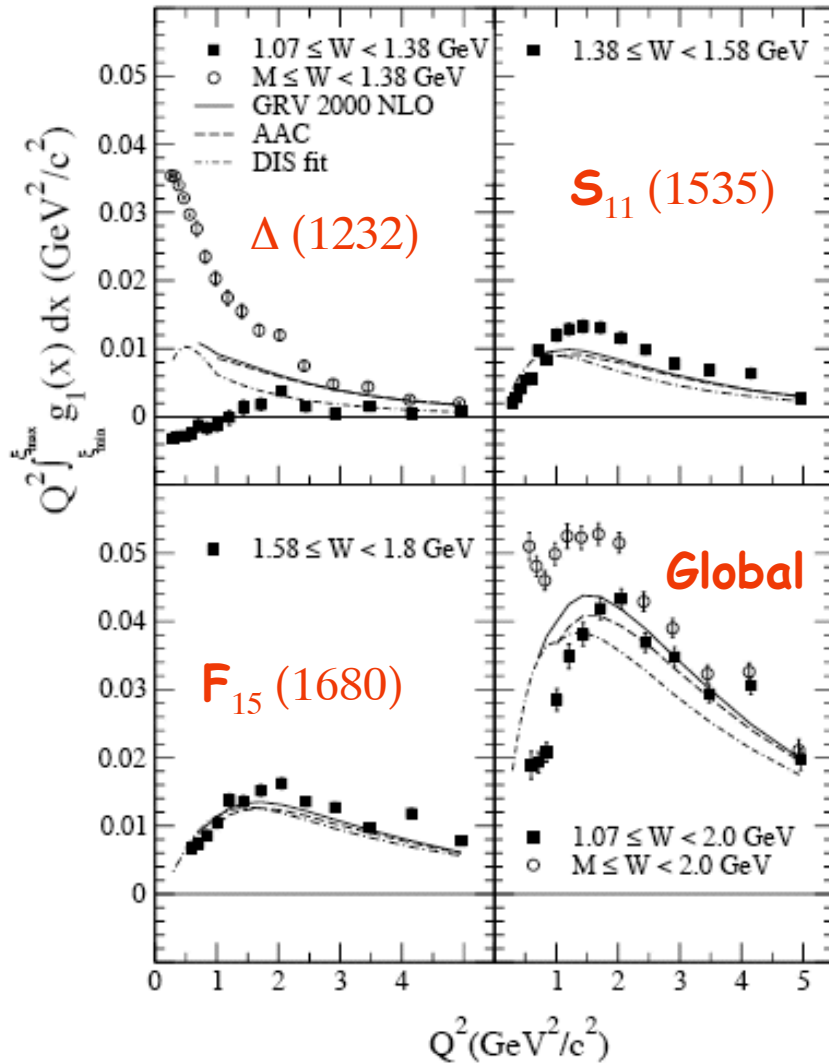 1.07 ≤ W < 1.38 GeV
M ≤ W < 1.38 GeV
GRV 2000 NLO
AAC
DIS fit
Δ (1232)
1.38 ≤ W < 1.58 GeV
S₁₁ (1535)
0.05
0.04
0.03
0.02
0.01
0
1.58 ≤ W < 1.8 GeV
F₁₅ (1680)
Global
1.07 ≤ W < 2.0 GeV
M ≤ W < 2.0 GeV
0.05
0.04
0.03
0.02
0.01
0
0 1 2 3 4
1 2 3 4 5
Q² ∫ξmin^ξmax g₁(x) dx (GeV²/c²)
Q²(GeV²/c²)